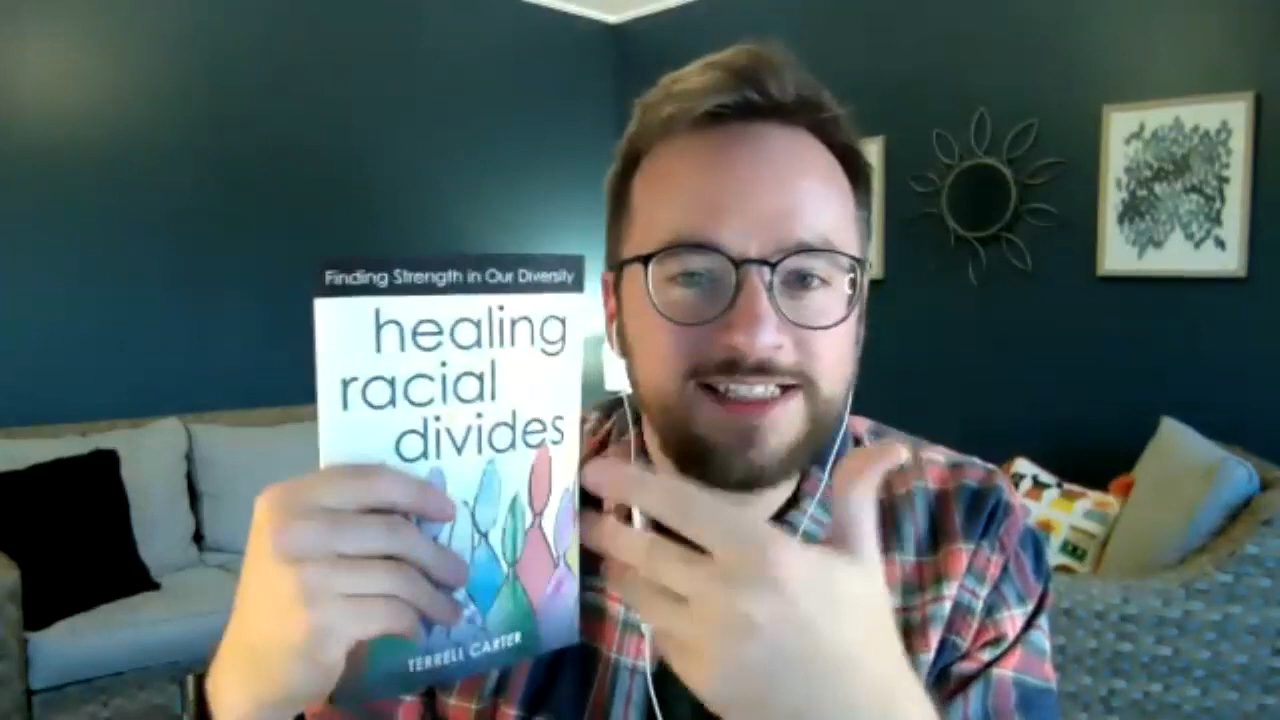 Finding Strength in Our Diversity
healing
racial
divides
TERRELL CARTER